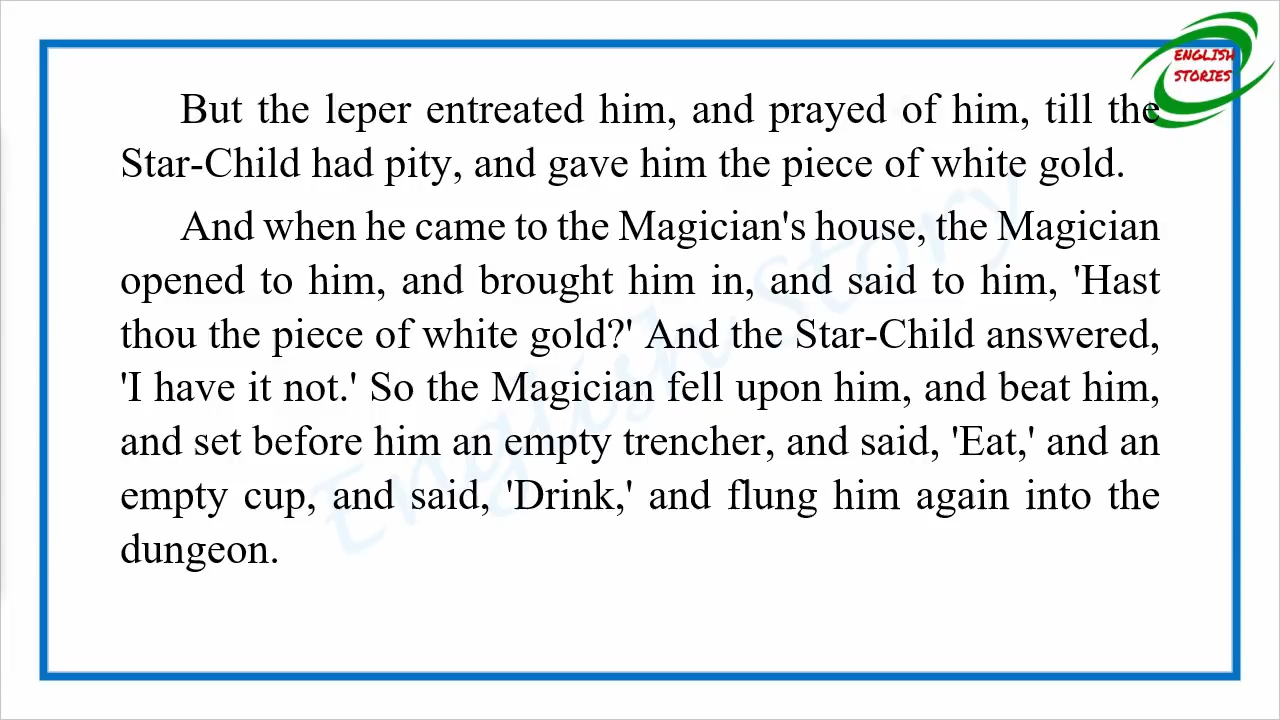 ENGLISH
STORIES
But the leper entreated him, and prayed of him, till the
Star-Child had pity, and gave him the piece of white gold.
And when he came to the Magician's house, the Magician
opened to him, and brought him in, and said to him, 'Hast
thou the piece of white gold?' And the Star-Child answered,
'I have it not.' So the Magician fell upon him, and beat him,
and set before him an empty trencher, and said, 'Eat,' and an
empty cup, and said, 'Drink,' and flung him again into the
dungeon.
English Story